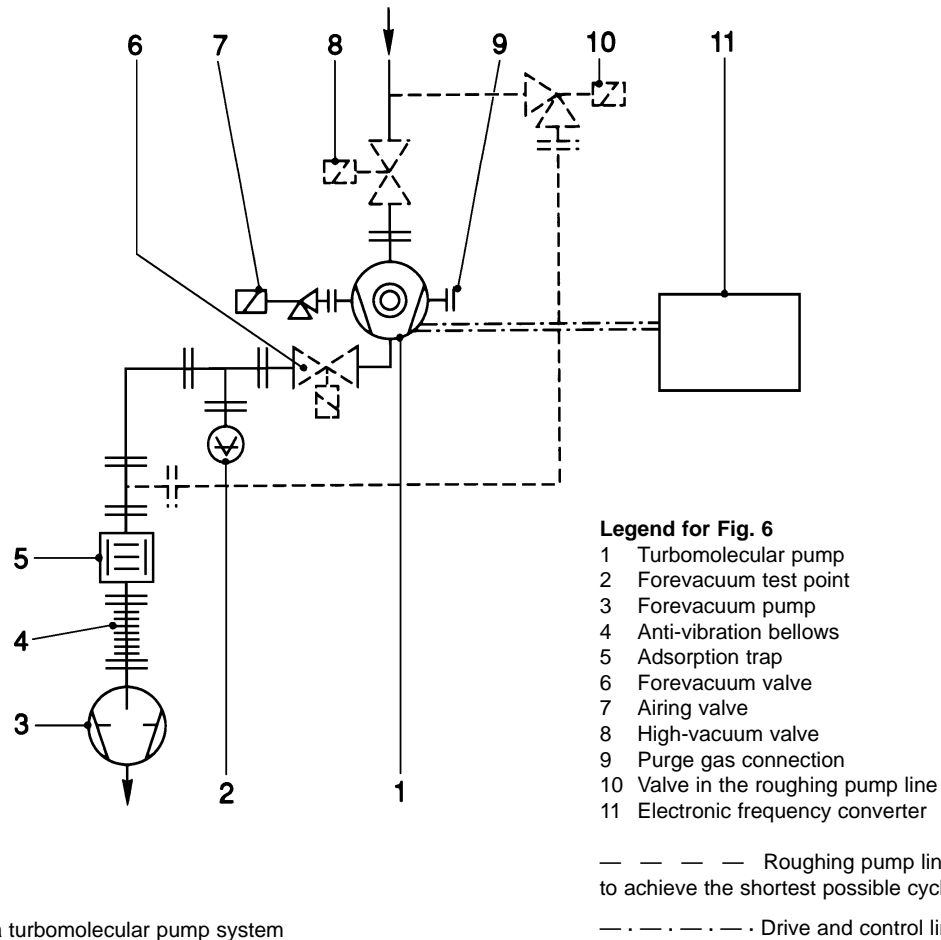 6 7 8 9 10 11
5
4
3
2 1
Legend for Fig. 6
1 Turbomolecular pump
2 Forevacuum test point
3 Forevacuum pump
4 Anti-vibration bellows
5 Adsorption trap
6 Forevacuum valve
7 Airing valve
8 High-vacuum valve
9 Purge gas connection
10 Valve in the roughing pump line
11 Electronic frequency converter
Roughing pump lin
to achieve the shortest possible cycl
Drive and control li
turbomolecular pump system